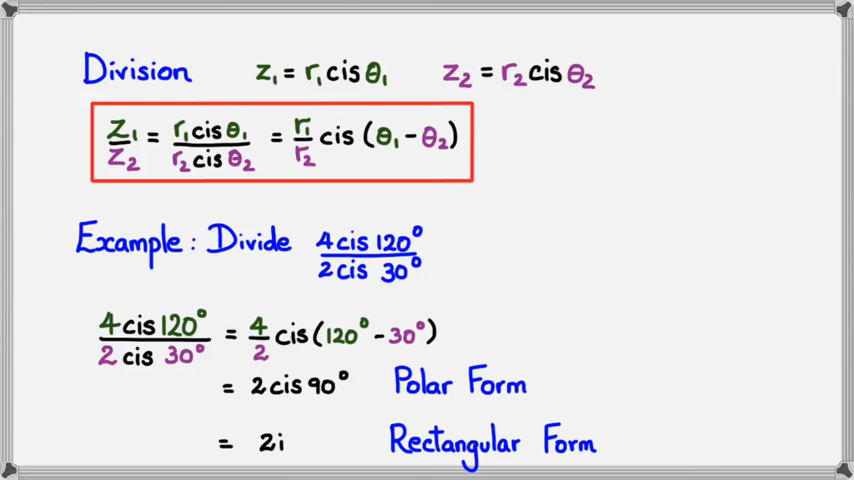 Division z₁ = r₁ cis θ₁ z₂ = r₂ cis θ₂
z₁/z₂ = r₁ cis θ₁/r₂ cis θ₂ = r₁/r₂ cis (θ₁ - θ₂)
Example: Divide 4 cis 120°/2 cis 30°
4 cis 120°/2 cis 30° = 4/2 cis (120° - 30°)
= 2 cis 90° Polar Form
= 2i Rectangular Form